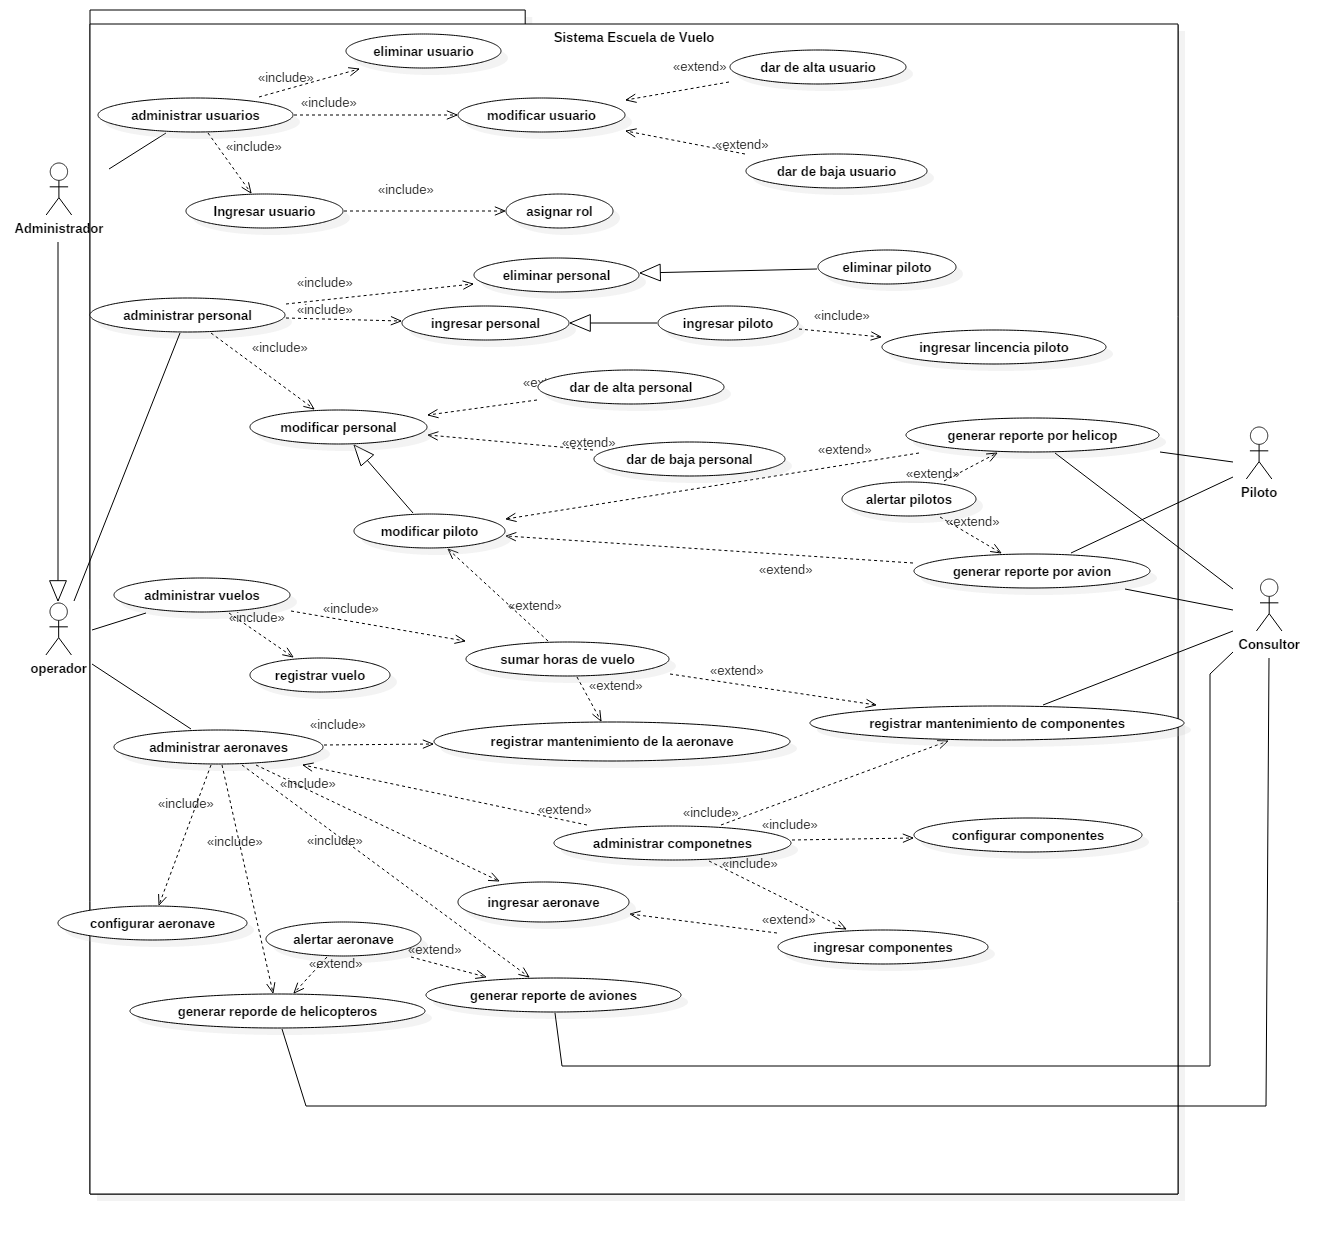 Sistema Escuela de Vuelo
eliminar usuario
«extend»
dar de alta usuario
«include»
«include»
administrar usuarios
modificar usuario
«include»
«extend»
dar de baja usuario
«include»
Ingresar usuario
asignar rol
Administrador
eliminar personal
eliminar piloto
«include»
«include»
administrar personal
ingresar personal
ingresar piloto
«include»
ingresar lincencia piloto
«include»
dar de alta personal
modificar personal
«extend»
dar de baja personal
«extend»
generar reporte por helicop
«extend»
alertar pilotos
Piloto
«extend»
modificar piloto
«extend»
generar reporte por avion
administrar vuelos
«include»
«include»
«extend»
operador
registrar vuelo
sumar horas de vuelo
«extend»
«extend»
Consultor
administrar aeronaves
«include»
registrar mantenimiento de la aeronave
registrar mantenimiento de componentes
«include»
«include»
«extend»
«include»
«include»
«include»
«include»
administrar componetnes
configurar componentes
«include»
configurar aeronave
alertar aeronave
ingresar aeronave
«extend»
ingresar componentes
«extend»
«extend»
generar reporde de helicopteros
generar reporte de aviones